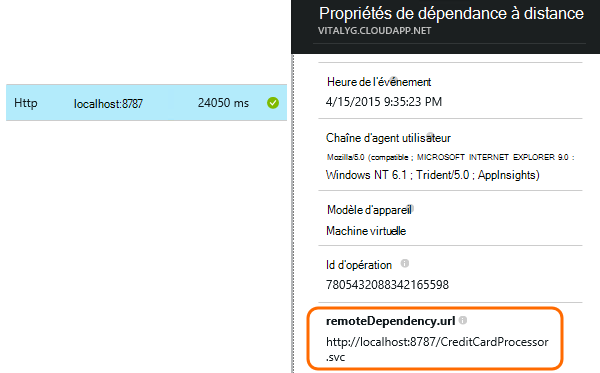 Http localhost:8787 24050 ms
Propriétés de dépendance à distance
VITALYG.CLOUDAPP.NET
Heure de l'événement
4/15/2015 9:35:23 PM
Chaîne d'agent utilisateur
Mozilla/5.0 (compatible ; MICROSOFT INTERNET EXPLORER 9.0 :
Windows NT 6.1 ; Trident/5.0 ; AppInsights)
Modèle d'appareil
Machine virtuelle
Id d'opération
7805432088342165598
remoteDependency.url
http://localhost:8787/CreditCardProcessor
.svc